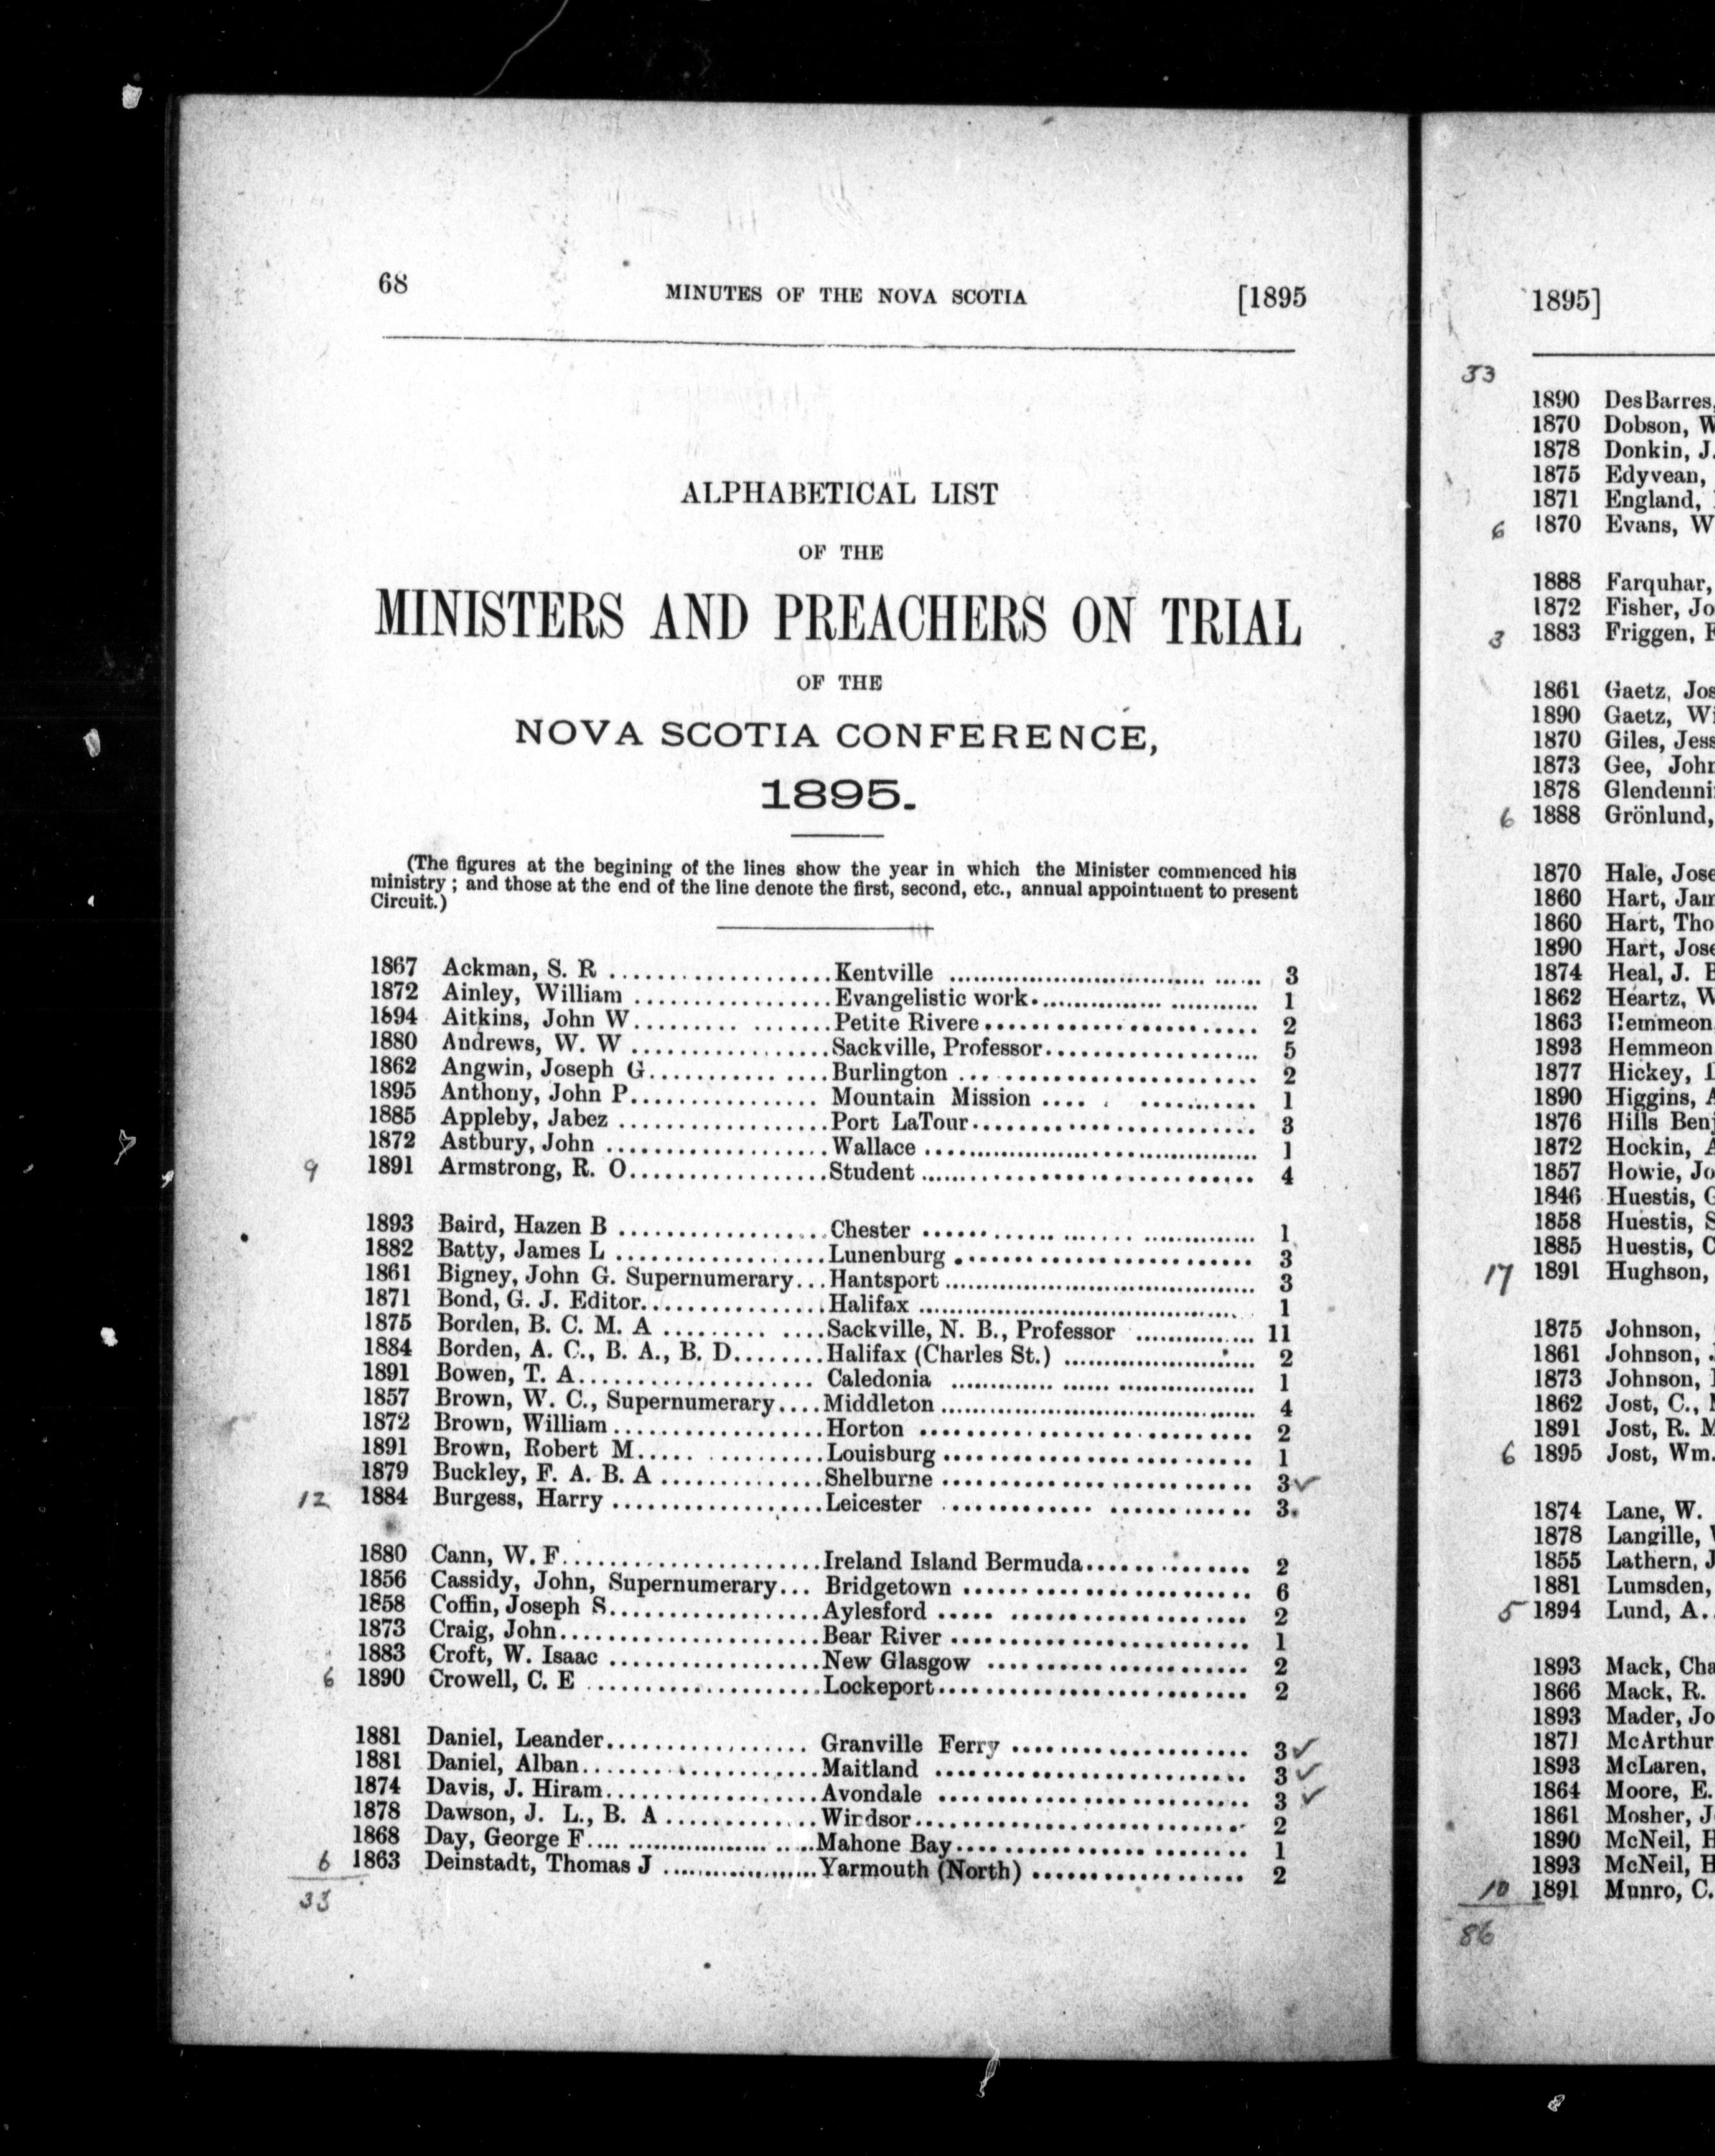 68 MINUTES OF THE NOVA SCOTIA [1895
ALPHABETICAL LIST
OF THE
MINISTERS AND PREACHERS ON TRIAL
OF THE
NOVA SCOTIA CONFERENCE,
1895.
(The figures at the begining of the lines show the year in which the Minister commenced his
ministry ; and those at the end of the line denote the first, second, etc., annual appointment to present
Circuit.)
1867 Ackman, S. R ................... Kentville ................................ 3
1872 Ainley, William ................. Evangelistic work........................ 1
1894 Aitkins, John W......... ....... Petite Rivere....................... 2
1880 Andrews, W. W ................. Sackville, Professor.................. 5
1862 Angwin, Joseph G........... .... Burlington ... ..................... 2
1895 Anthony, John P................ Mountain Mission .... . .......... 1
1885 Appleby, Jabez .................. Port LaTour....................... 3
1872 Astbury, John ................... Wallace ............................ 1
9 1891 Armstrong, R. O................. Student ............................ 4
1893 Baird, Hazen B .................. Chester ............................ 1
1882 Batty, James L .................. Lunenburg ......................... 3
1861 Bigney, John G. Supernumerary... Hantsport ......................... 3
1871 Bond, G. J. Editor................ Halifax ............................ 1
1875 Borden, B. C. M. A ......... .... Sackville, N. B., Professor ............... 11
1884 Borden, A. C., B. A., B. D........ Halifax (Charles St.) .................. 2
1891 Bowen, T. A.................... Caledonia .......................... 1
1857 Brown, W. C., Supernumerary.... Middleton .......................... 4
1872 Brown, William .................. Horton ............................ 2
1891 Brown, Robert M..... .......... Louisburg .......................... 1
1879 Buckley, F. A. B. A .............. Shelburne .......................... 3✓
12 1884 Burgess, Harry .................. Leicester ............. ............ 3.
1880 Cann, W. F...................... Ireland Island Bermuda.............. 2
1856 Cassidy, John, Supernumerary... Bridgetown ........................ 6
1858 Coffin, Joseph S.................. Aylesford ..... .................... 2
1873 Craig, John...................... Bear River ......................... 1
1883 Croft, W. Isaac .................. New Glasgow ...................... 2
6 1890 Crowell, C. E .................... Lockeport.......................... 2
1881 Daniel, Leander................. Granville Ferry .................... 3✓
1881 Daniel, Alban.................... Maitland .......................... 3✓
1874 Davis, J. Hiram.................. Avondale .......................... 3✓
1878 Dawson, J. L., B. A ............. Windsor............................ 2
1868 Day, George F.... ............... Mahone Bay........................ 1
6 1863 Deinstadt, Thomas J ............. Yarmouth (North) .................. 2
33
1895]
33
1890 DesBarres,
1870 Dobson, W
1878 Donkin, J.
1875 Edyvean,
1871 England,
6 1870 Evans, W
1888 Farquhar,
1872 Fisher, Jo
3 1883 Friggen, F
1861 Gaetz, Jos
1890 Gaetz, Wi
1870 Giles, Jess
1873 Gee, John
1878 Glendenni
6 1888 Grönlund,
1870 Hale, Jose
1860 Hart, Jam
1860 Hart, Tho
1890 Hart, Jose
1874 Heal, J. B
1862 Heartz, W
1863 Hemmeon
1893 Hemmeon
1877 Hickey,
1890 Higgins, A
1876 Hills Benj
1872 Hockin, A
1857 Howie, Jo
1846 Huestis, G
1858 Huestis, S
1885 Huestis, C
17 1891 Hughson,
1875 Johnson,
1861 Johnson, J
1873 Johnson,
1862 Jost, C.,
1891 Jost, R. M
6 1895 Jost, Wm.
1874 Lane, W.
1878 Langille,
1855 Lathern, J
1881 Lumsden,
5 1894 Lund, A..
1893 Mack, Cha
1866 Mack, R.
1893 Mader, Jo
1871 McArthur
1893 McLaren,
1864 Moore, E.
1861 Mosher, J
1890 McNeil, H
1893 McNeil, H
10 1891 Munro, C.
86